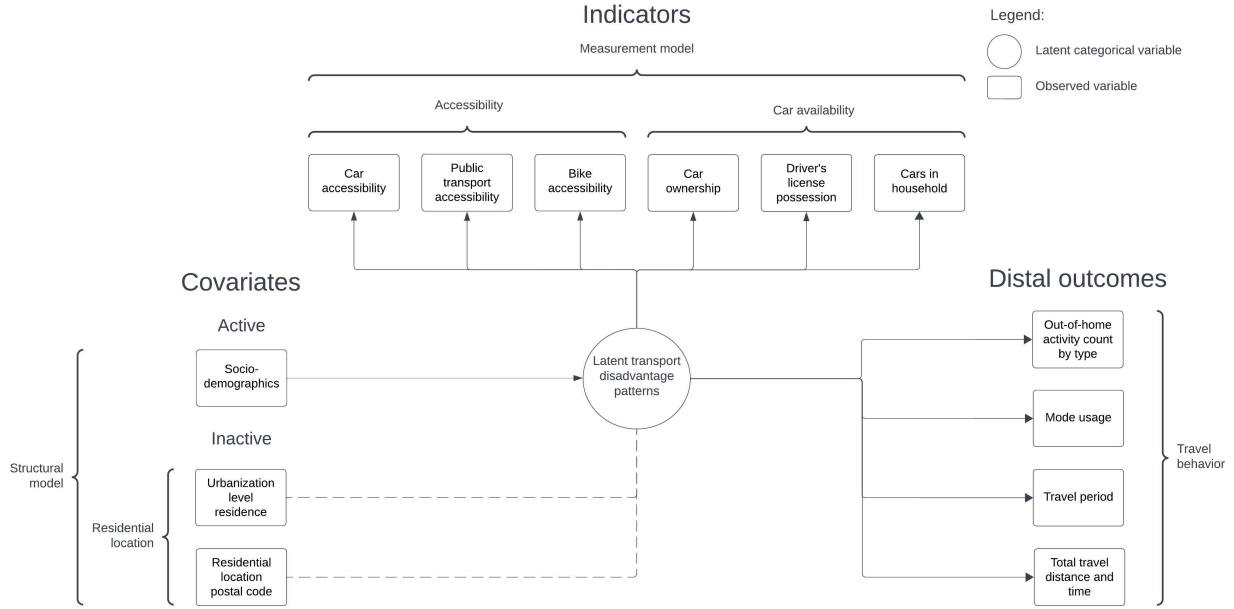 Indicators
Legend:
Measurement model
Latent categorical variable
Observed variable
Accessibility
Car availability
Car
accessibility
Public
transport
accessibility
Bike
accessibility
Car
ownership
Driver's
license
possession
Cars in
household
Covariates
Distal outcomes
Active
Socio-
demographics
Latent transport
disadvantage
patterns
Out-of-home
activity count
by type
Mode usage
Inactive
Structural
model
Urbanization
level
residence
Residential
location
Residential
location
postal code
Travel period
Travel
behavior
Total travel
distance and
time